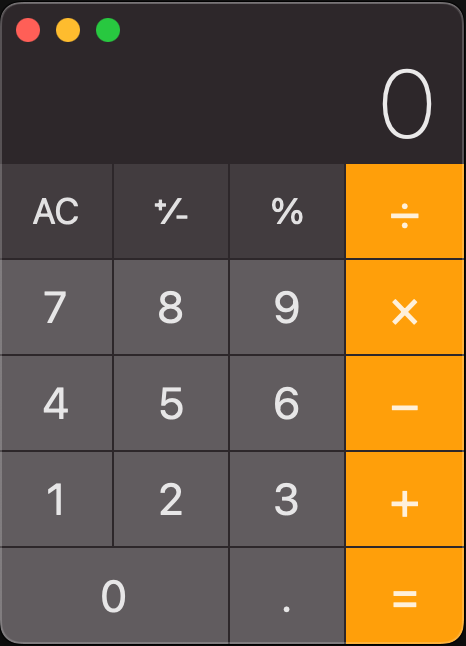 0
AC ⁺∕₋ % ÷
7 8 9 ×
4 5 6 −
1 2 3 +
0 . =